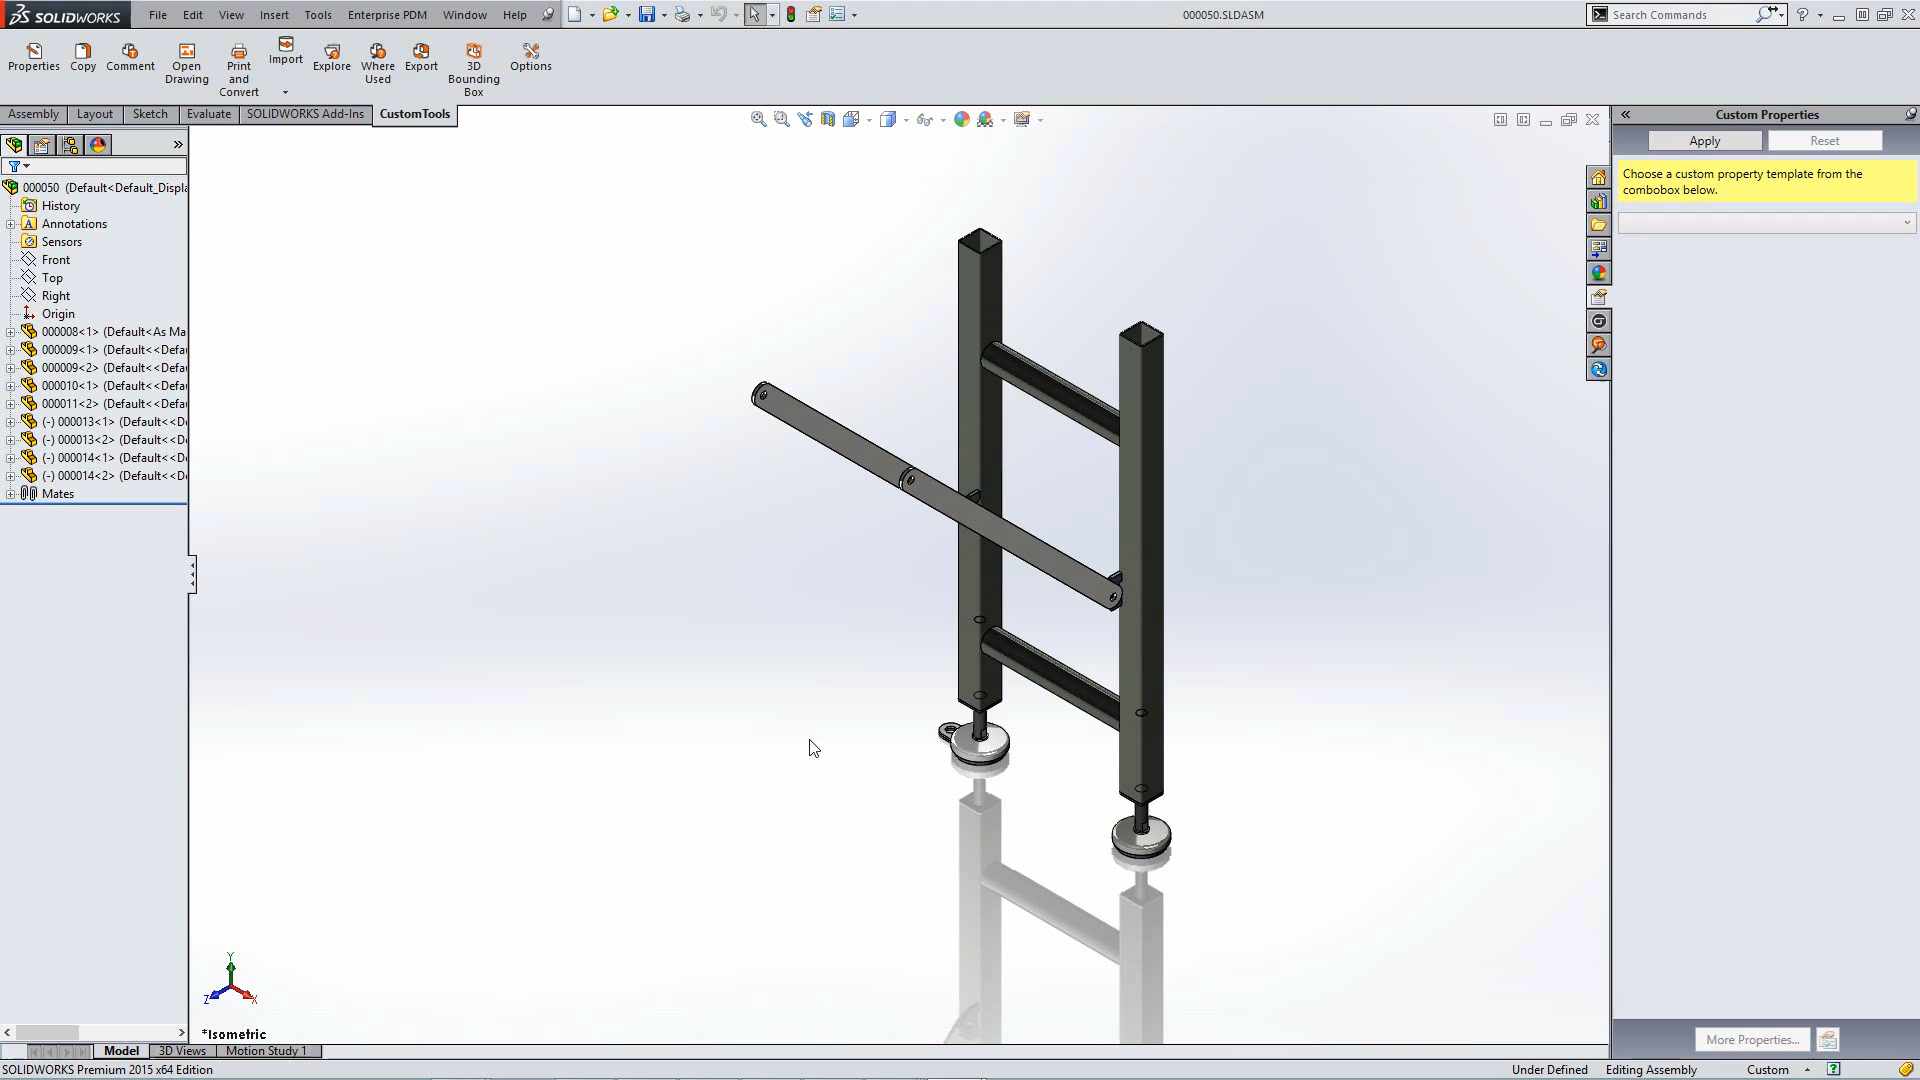 SOLIDWORKS File Edit View Insert Tools Enterprise PDM Window Help 000050.SLDASM Search Commands
Properties Copy Comment Open Drawing Print and Convert Import Explore Where Used Export 3D Bounding Box Options
Assembly Layout Sketch Evaluate SOLIDWORKS Add-Ins CustomTools
Custom Properties
Apply Reset
Choose a custom property template from the
combobox below.
000050 (Default<Default_Displa
History
Annotations
Sensors
Front
Top
Right
Origin
000008<1> (Default<As Ma
000009<1> (Default<<Defau
000009<2> (Default<<Defau
000010<1> (Default<<Defau
000011<2> (Default<<Defau
(-) 000013<1> (Default<<D
(-) 000013<2> (Default<<D
(-) 000014<1> (Default<<D
(-) 000014<2> (Default<<D
Mates
Y
Z X
*Isometric
More Properties...
Model 3D Views Motion Study 1
SOLIDWORKS Premium 2015 x64 Edition Under Defined Editing Assembly Custom